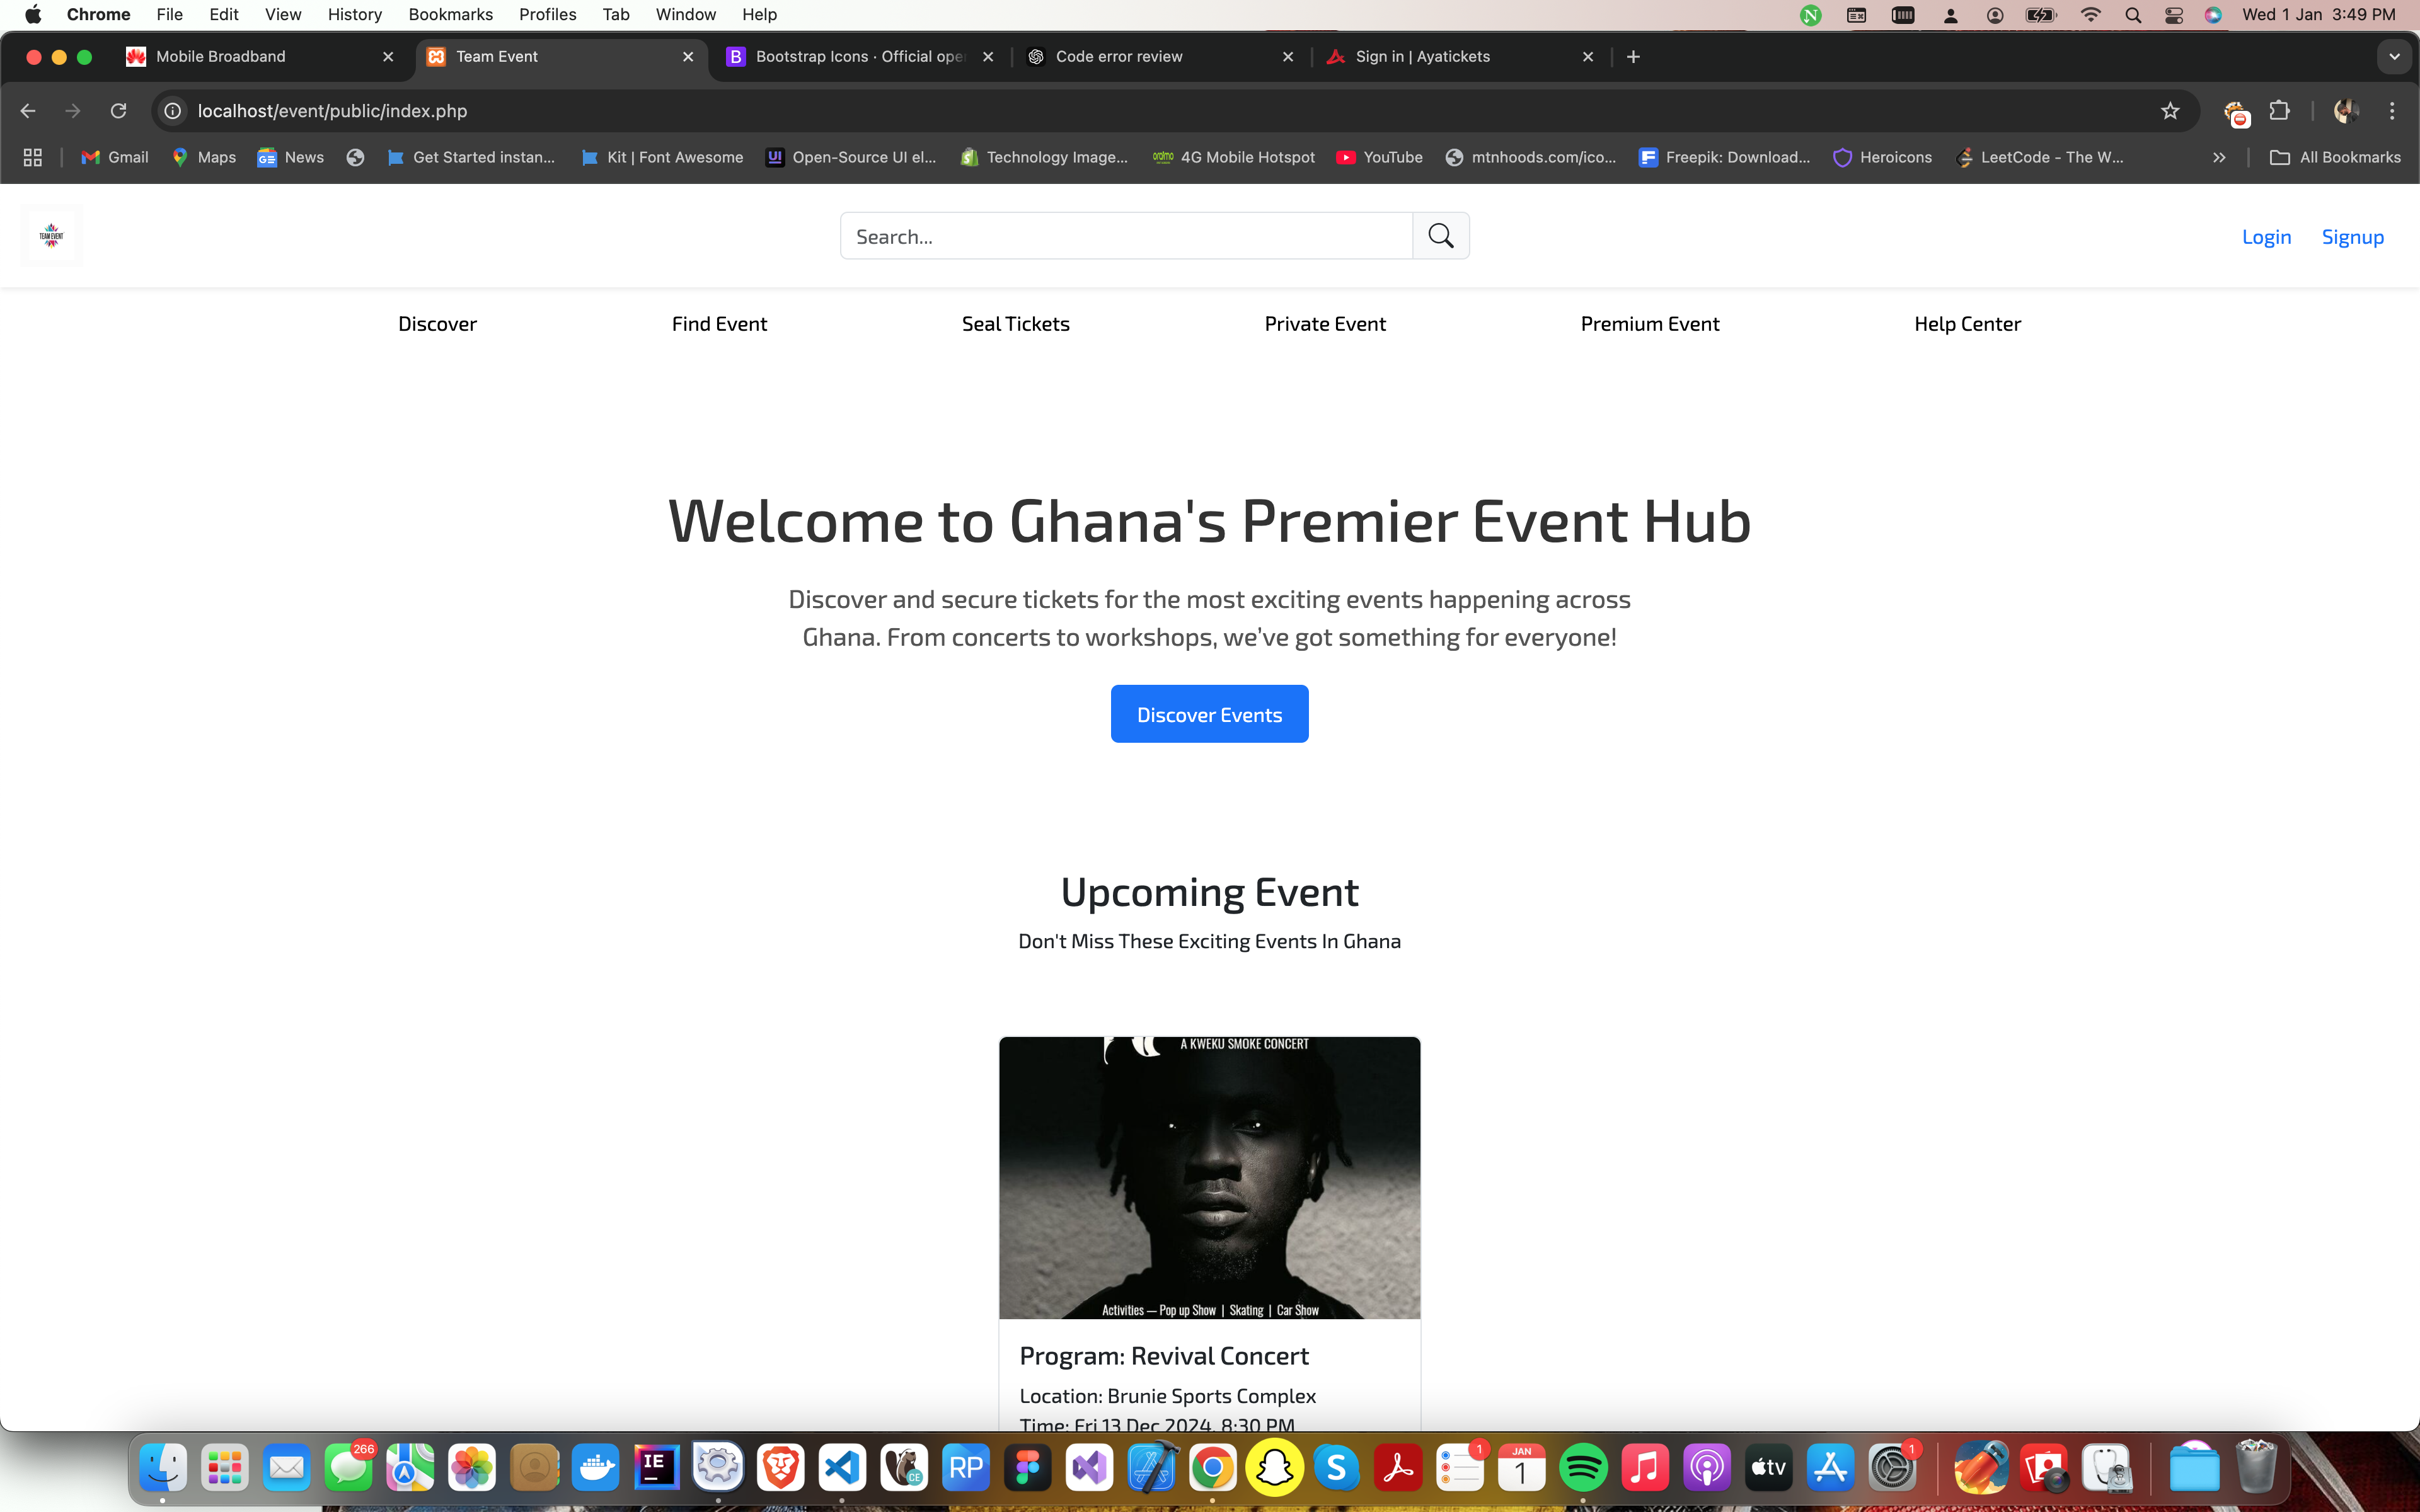 Chrome File Edit View History Bookmarks Profiles Tab Window Help Wed 1 Jan 3:49 PM
Mobile Broadband Team Event Bootstrap Icons · Official ope Code error review Sign in | Ayatickets
localhost/event/public/index.php
Gmail Maps News Get Started instan... Kit | Font Awesome Open-Source UI el... Technology Image... 4G Mobile Hotspot YouTube mtnhoods.com/ico... Freepik: Download... Heroicons LeetCode - The W... All Bookmarks
TEAM EVENT Search... Login Signup
Discover Find Event Seal Tickets Private Event Premium Event Help Center
Welcome to Ghana's Premier Event Hub
Discover and secure tickets for the most exciting events happening across
Ghana. From concerts to workshops, we’ve got something for everyone!
Discover Events
Upcoming Event
Don't Miss These Exciting Events In Ghana
A KWEKU SMOKE CONCERT
Activities — Pop up Show | Skating | Car Show
Program: Revival Concert
Location: Brunie Sports Complex
Time: Fri 13 Dec 2024, 8:30 PM
266 IE CE RP S 1 JAN 1 tv 1